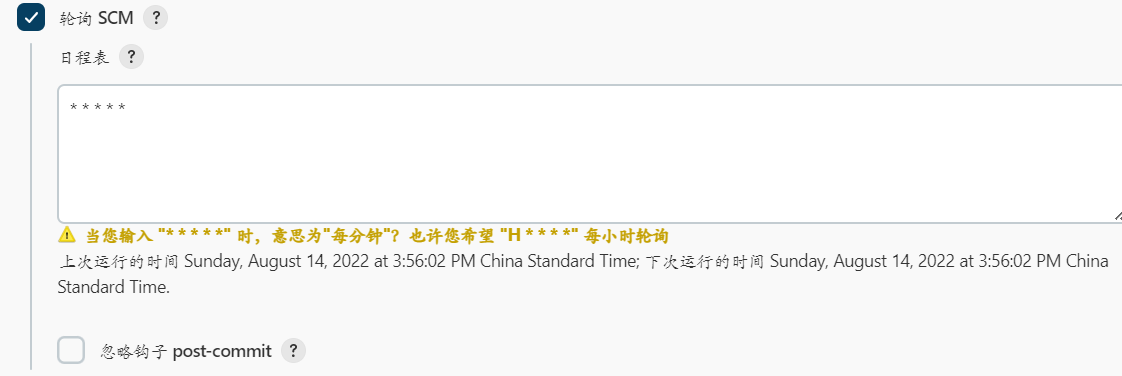 轮询 SCM ?
日程表 ?
* * * * *
当您输入 "* * * * *" 时，意思为"每分钟"？也许您希望 "H * * * *" 每小时轮询
上次运行的时间 Sunday, August 14, 2022 at 3:56:02 PM China Standard Time; 下次运行的时间 Sunday, August 14, 2022 at 3:56:02 PM China
Standard Time.
忽略钩子 post-commit ?